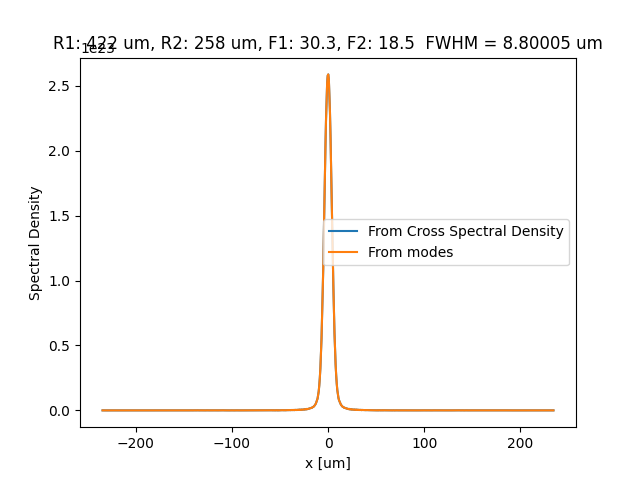 R1: 422 um, R2: 258 um, F1: 30.3, F2: 18.5  FWHM = 8.80005 um
1e23
2.5
2.0
1.5
1.0
0.5
0.0
Spectral Density
From Cross Spectral Density
From modes
−200
−100
0
100
200
x [um]